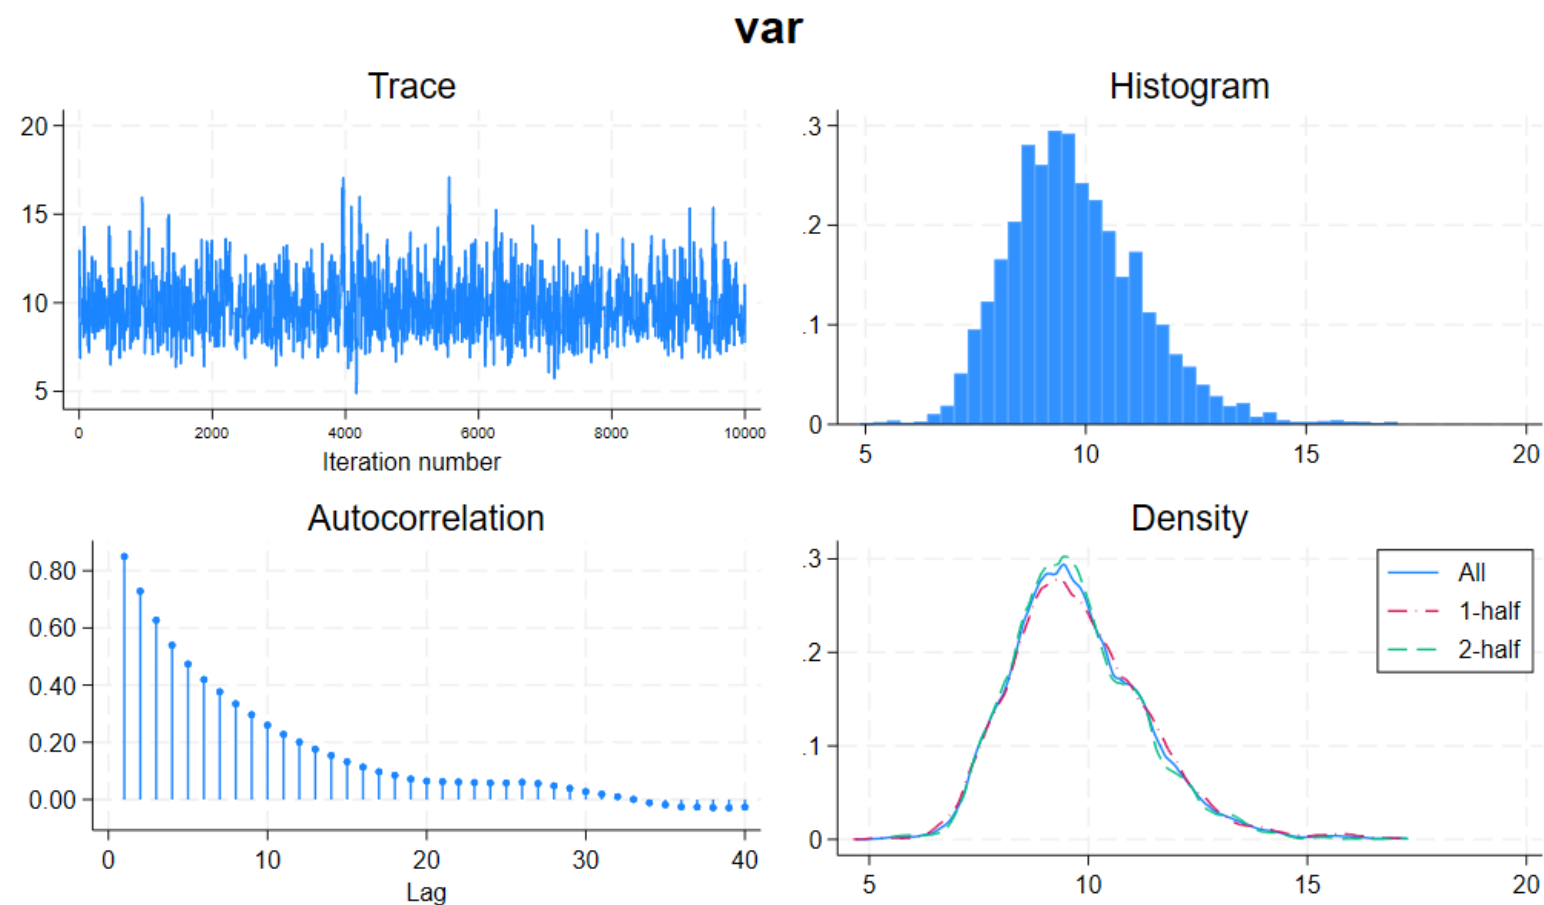 var
Trace
20
15
10
5
0 2000 4000 6000 8000 10000
Iteration number
Histogram
.3
.2
.1
0
5 10 15 20
Autocorrelation
0.80
0.60
0.40
0.20
0.00
0 10 20 30 40
Lag
Density
.3
.2
.1
0
5 10 15 20
All
1-half
2-half